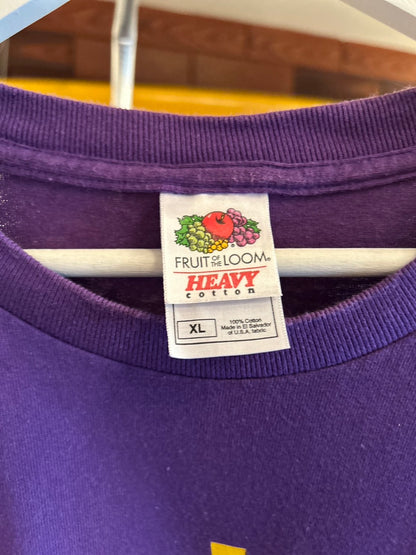 FRUIT OF THE LOOM®
HEAVY
cotton
XL
100% Cotton
Made in El Salvador
of U.S.A. fabric